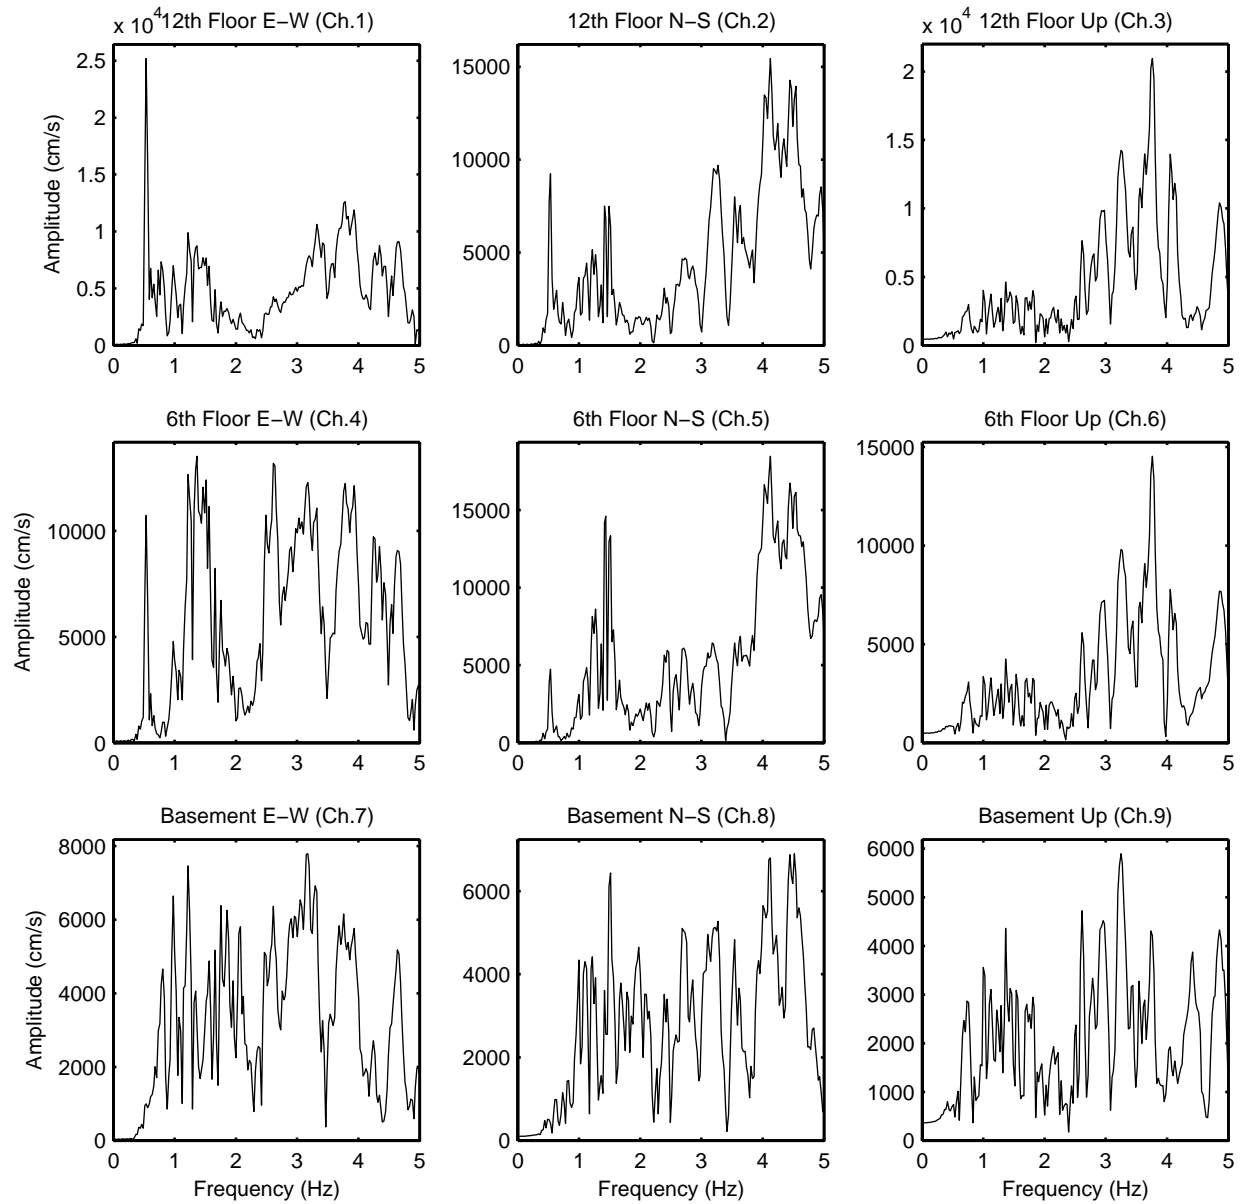 x 10⁴ 12th Floor E−W (Ch.1)
12th Floor N−S (Ch.2)
x 10⁴ 12th Floor Up (Ch.3)
Amplitude (cm/s)
2.5
2
1.5
1
0.5
0
0 1 2 3 4 5
15000
10000
5000
0
0 1 2 3 4 5
2
1.5
1
0.5
0
0 1 2 3 4 5
6th Floor E−W (Ch.4)
6th Floor N−S (Ch.5)
6th Floor Up (Ch.6)
Amplitude (cm/s)
10000
5000
0
0 1 2 3 4 5
15000
10000
5000
0
0 1 2 3 4 5
15000
10000
5000
0
0 1 2 3 4 5
Basement E−W (Ch.7)
Basement N−S (Ch.8)
Basement Up (Ch.9)
Amplitude (cm/s)
8000
6000
4000
2000
0
0 1 2 3 4 5
Frequency (Hz)
6000
4000
2000
0
0 1 2 3 4 5
Frequency (Hz)
6000
5000
4000
3000
2000
1000
0
0 1 2 3 4 5
Frequency (Hz)